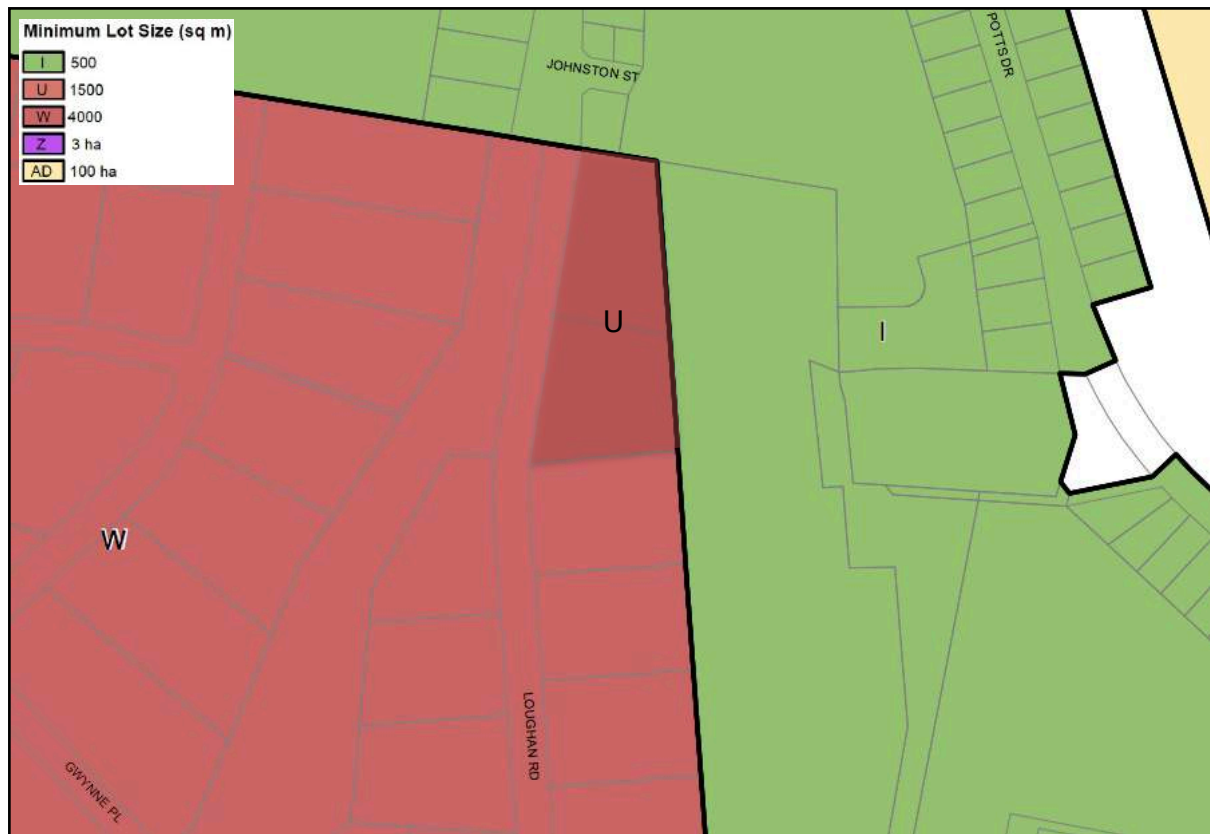 Minimum Lot Size (sq m)
I 500
U 1500
W 4000
Z 3 ha
AD 100 ha
JOHNSTON ST
POTTS DR
U
I
W
LOUGHAN RD
GWYNNE PL